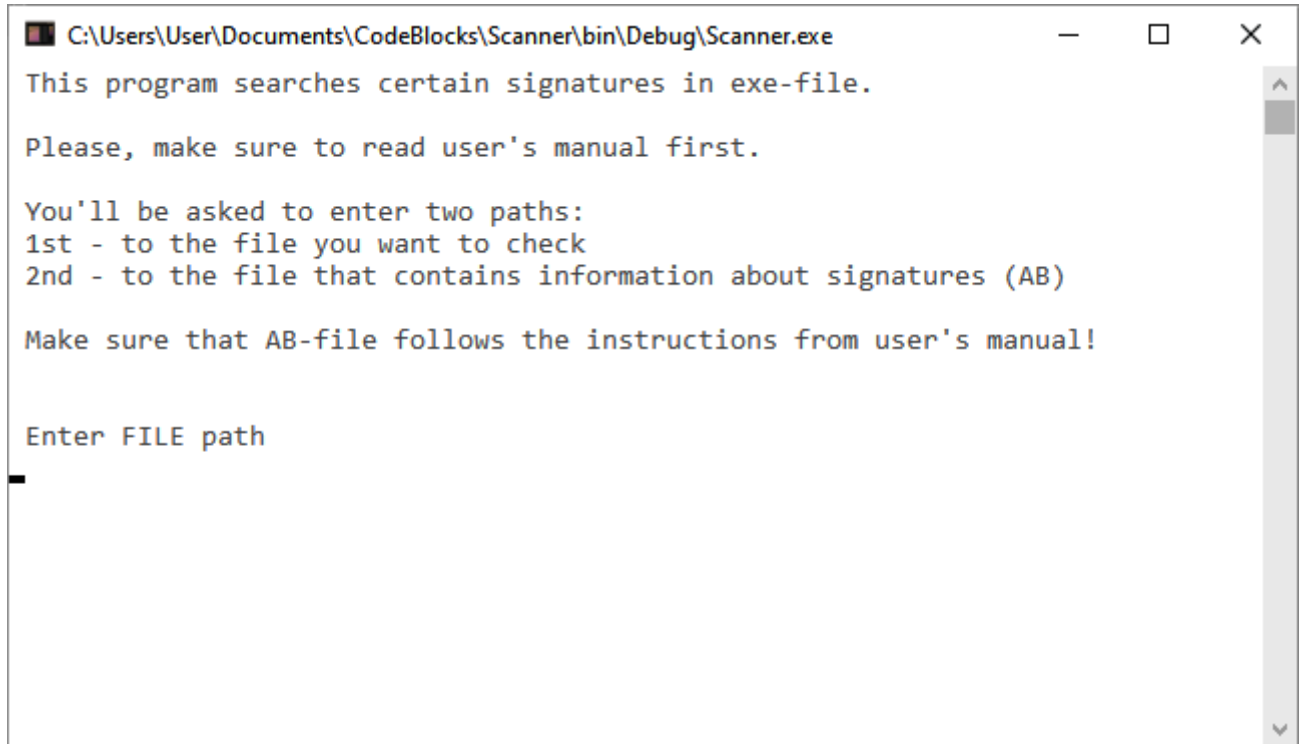 C:\Users\User\Documents\CodeBlocks\Scanner\bin\Debug\Scanner.exe
This program searches certain signatures in exe-file.
Please, make sure to read user's manual first.
You'll be asked to enter two paths:
1st - to the file you want to check
2nd - to the file that contains information about signatures (AB)
Make sure that AB-file follows the instructions from user's manual!
Enter FILE path